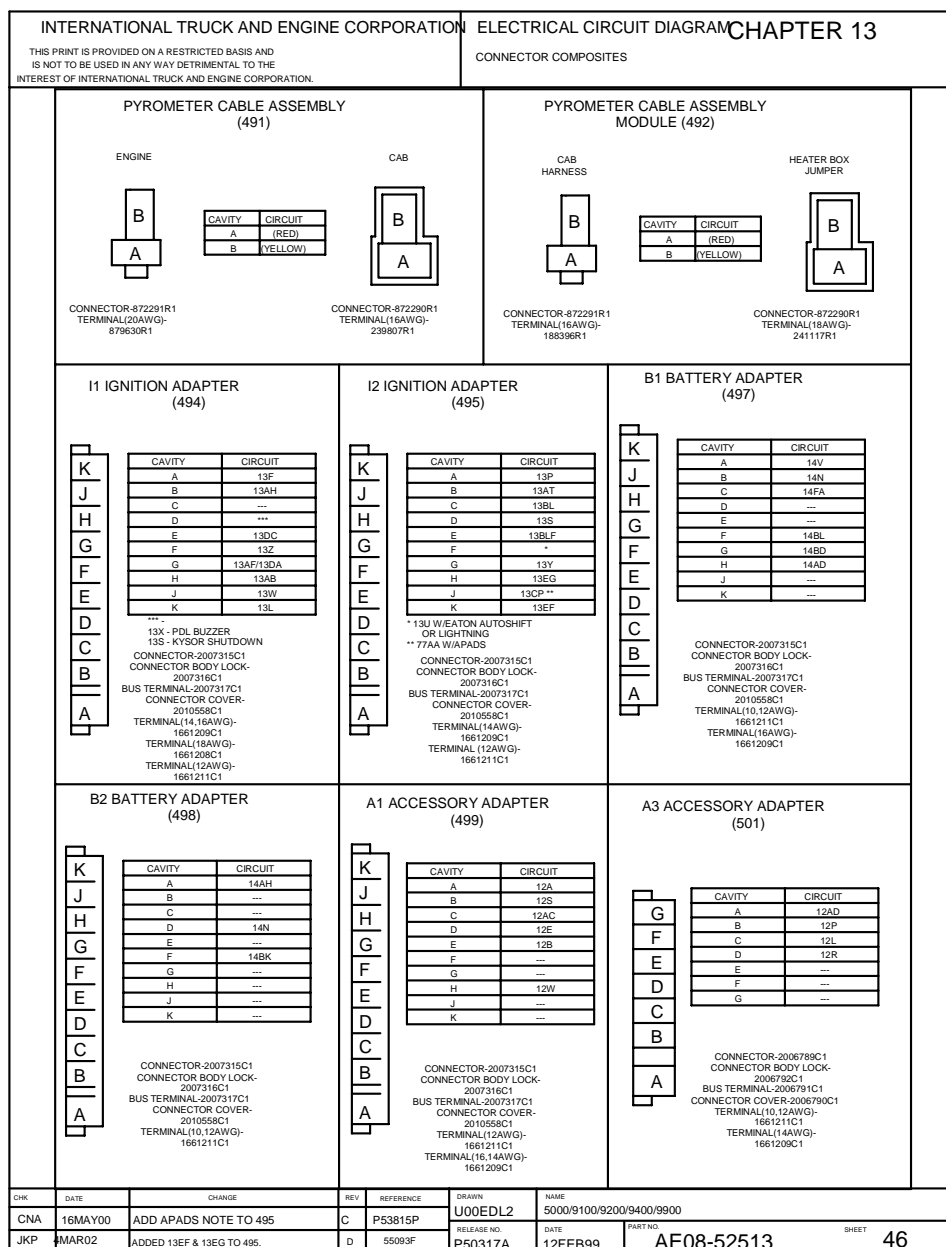 INTERNATIONAL TRUCK AND ENGINE CORPORATION
THIS PRINT IS PROVIDED ON A RESTRICTED BASIS AND
IS NOT TO BE USED IN ANY WAY DETRIMENTAL TO THE
INTEREST OF INTERNATIONAL TRUCK AND ENGINE CORPORATION.
ELECTRICAL CIRCUIT DIAGRAM
CHAPTER 13
CONNECTOR COMPOSITES
PYROMETER CABLE ASSEMBLY
(491)
ENGINE
CAB
B
A
CAVITY CIRCUIT
A (RED)
B (YELLOW)
B
A
CONNECTOR-872291R1
TERMINAL(20AWG)-
879630R1
CONNECTOR-872290R1
TERMINAL(16AWG)-
239807R1
PYROMETER CABLE ASSEMBLY
MODULE (492)
CAB
HARNESS
HEATER BOX
JUMPER
B
A
CAVITY CIRCUIT
A (RED)
B (YELLOW)
B
A
CONNECTOR-872291R1
TERMINAL(16AWG)-
188396R1
CONNECTOR-872290R1
TERMINAL(18AWG)-
241117R1
I1 IGNITION ADAPTER
(494)
K
J
H
G
F
E
D
C
B
A
CAVITY CIRCUIT
A 13F
B 13AH
C ---
D ***
E 13DC
F 13Z
G 13AF/13DA
H 13AB
J 13W
K 13L
*** -
13X - PDL BUZZER
13S - KYSOR SHUTDOWN
CONNECTOR-2007315C1
CONNECTOR BODY LOCK-
2007316C1
BUS TERMINAL-2007317C1
CONNECTOR COVER-
2010558C1
TERMINAL(14,16AWG)-
1661209C1
TERMINAL(18AWG)-
1661208C1
TERMINAL(12AWG)-
1661211C1
I2 IGNITION ADAPTER
(495)
K
J
H
G
F
E
D
C
B
A
CAVITY CIRCUIT
A 13P
B 13AT
C 13BL
D 13S
E 13BLF
F *
G 13Y
H 13EG
J 13CP **
K 13EF
* 13U W/EATON AUTOSHIFT
OR LIGHTNING
** 77AA W/APADS
CONNECTOR-2007315C1
CONNECTOR BODY LOCK-
2007316C1
BUS TERMINAL-2007317C1
CONNECTOR COVER-
2010558C1
TERMINAL(14AWG)-
1661209C1
TERMINAL (12AWG)-
1661211C1
B1 BATTERY ADAPTER
(497)
K
J
H
G
F
E
D
C
B
A
CAVITY CIRCUIT
A 14V
B 14N
C 14FA
D ---
E ---
F 14BL
G 14BD
H 14AD
J ---
K ---
CONNECTOR-2007315C1
CONNECTOR BODY LOCK-
2007316C1
BUS TERMINAL-2007317C1
CONNECTOR COVER-
2010558C1
TERMINAL(10,12AWG)-
1661211C1
TERMINAL(16AWG)-
1661209C1
B2 BATTERY ADAPTER
(498)
K
J
H
G
F
E
D
C
B
A
CAVITY CIRCUIT
A 14AH
B ---
C ---
D 14N
E ---
F 14BK
G ---
H ---
J ---
K ---
CONNECTOR-2007315C1
CONNECTOR BODY LOCK-
2007316C1
BUS TERMINAL-2007317C1
CONNECTOR COVER-
2010558C1
TERMINAL(10,12AWG)-
1661211C1
A1 ACCESSORY ADAPTER
(499)
K
J
H
G
F
E
D
C
B
A
CAVITY CIRCUIT
A 12A
B 12S
C 12AC
D 12E
E 12B
F ---
G ---
H 12W
J ---
K ---
CONNECTOR-2007315C1
CONNECTOR BODY LOCK-
2007316C1
BUS TERMINAL-2007317C1
CONNECTOR COVER-
2010558C1
TERMINAL(12AWG)-
1661211C1
TERMINAL(16,14AWG)-
1661209C1
A3 ACCESSORY ADAPTER
(501)
G
F
E
D
C
B
A
CAVITY CIRCUIT
A 12AD
B 12P
C 12L
D 12R
E ---
F ---
G ---
CONNECTOR-2006789C1
CONNECTOR BODY LOCK-
2006792C1
BUS TERMINAL-2006791C1
CONNECTOR COVER-2006790C1
TERMINAL(10,12AWG)-
1661211C1
TERMINAL(14AWG)-
1661209C1
CHK DATE CHANGE REV REFERENCE
CNA 16MAY00 ADD APADS NOTE TO 495 C P53815P
JKP 4MAR02 ADDED 13EF & 13EG TO 495. D 55093F
DRAWN
U00EDL2
NAME
5000/9100/9200/9400/9900
RELEASE NO.
P50317A
DATE
12FEB99
PART NO.
AE08-52513
SHEET
46